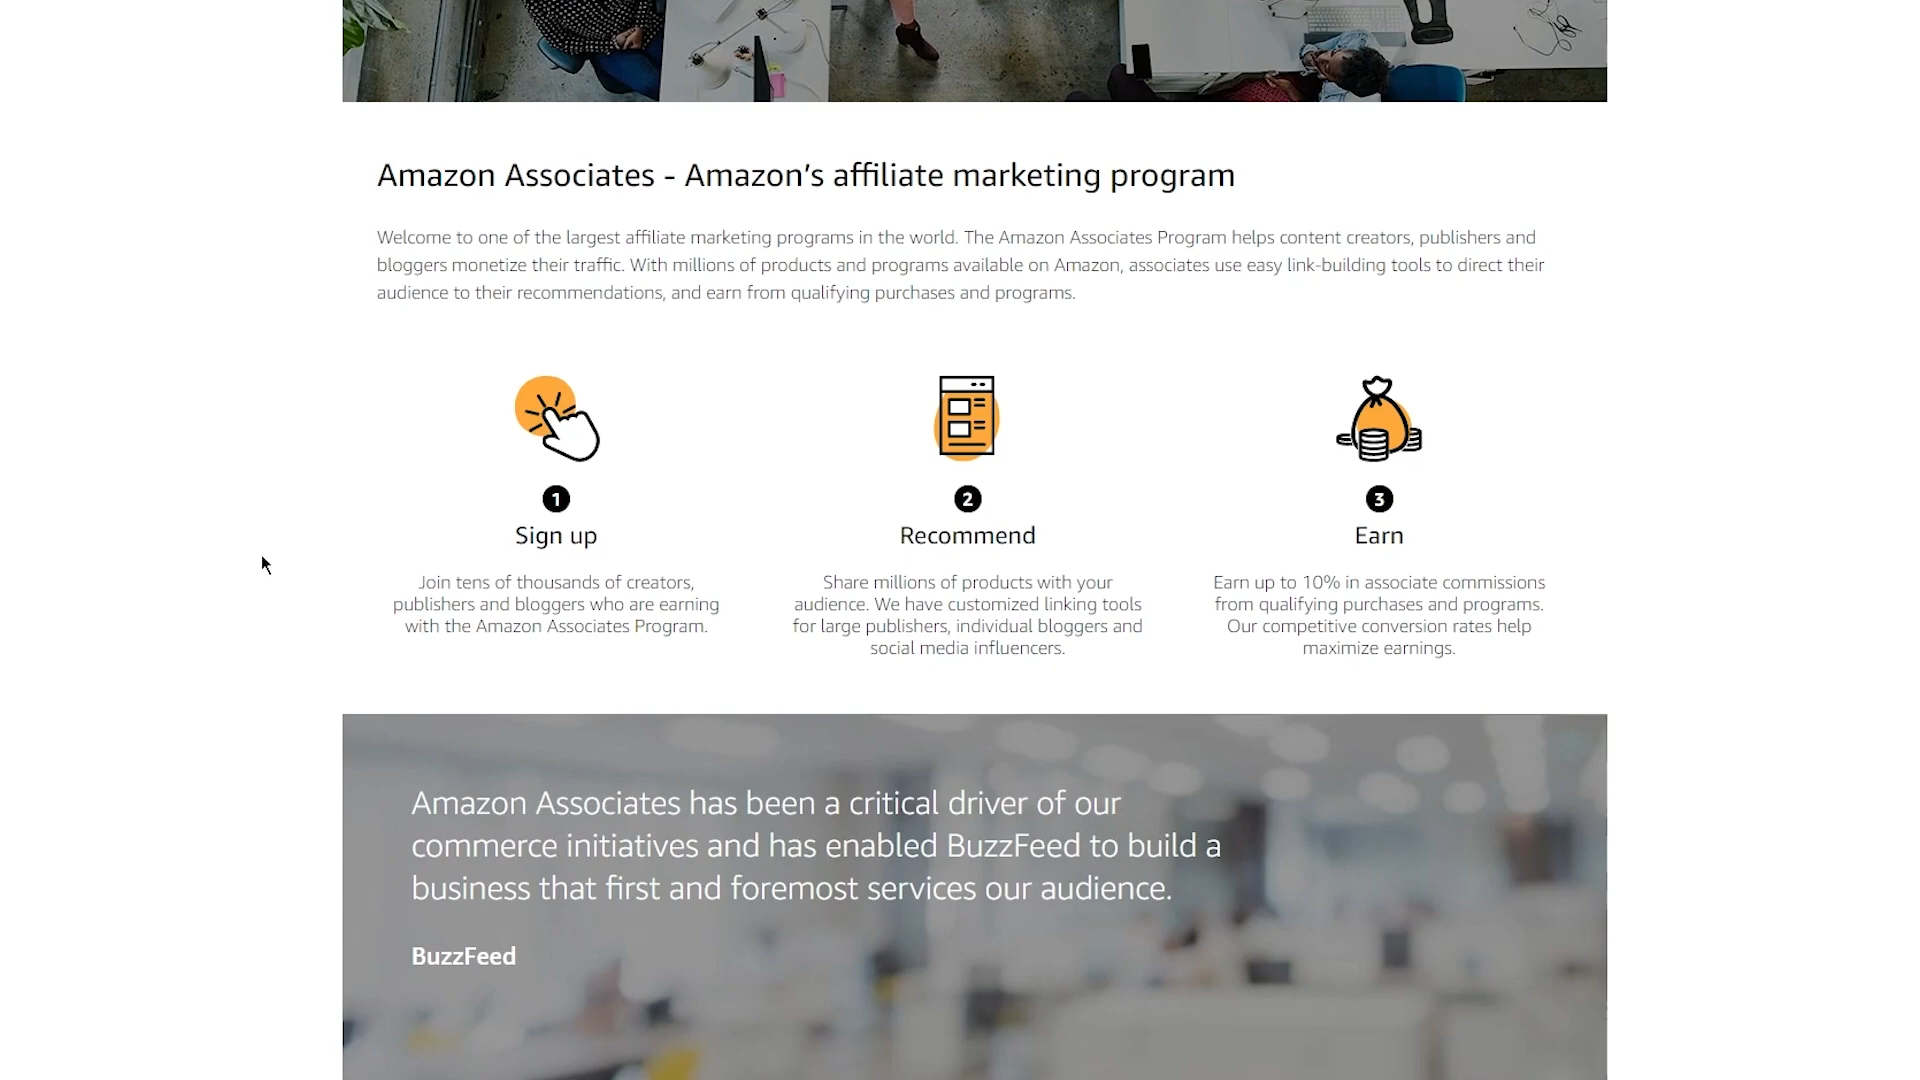 Amazon Associates - Amazon's affiliate marketing program
Welcome to one of the largest affiliate marketing programs in the world. The Amazon Associates Program helps content creators, publishers and
bloggers monetize their traffic. With millions of products and programs available on Amazon, associates use easy link-building tools to direct their
audience to their recommendations, and earn from qualifying purchases and programs.
1
Sign up
Join tens of thousands of creators,
publishers and bloggers who are earning
with the Amazon Associates Program.
2
Recommend
Share millions of products with your
audience. We have customized linking tools
for large publishers, individual bloggers and
social media influencers.
3
Earn
Earn up to 10% in associate commissions
from qualifying purchases and programs.
Our competitive conversion rates help
maximize earnings.
Amazon Associates has been a critical driver of our
commerce initiatives and has enabled BuzzFeed to build a
business that first and foremost services our audience.
BuzzFeed